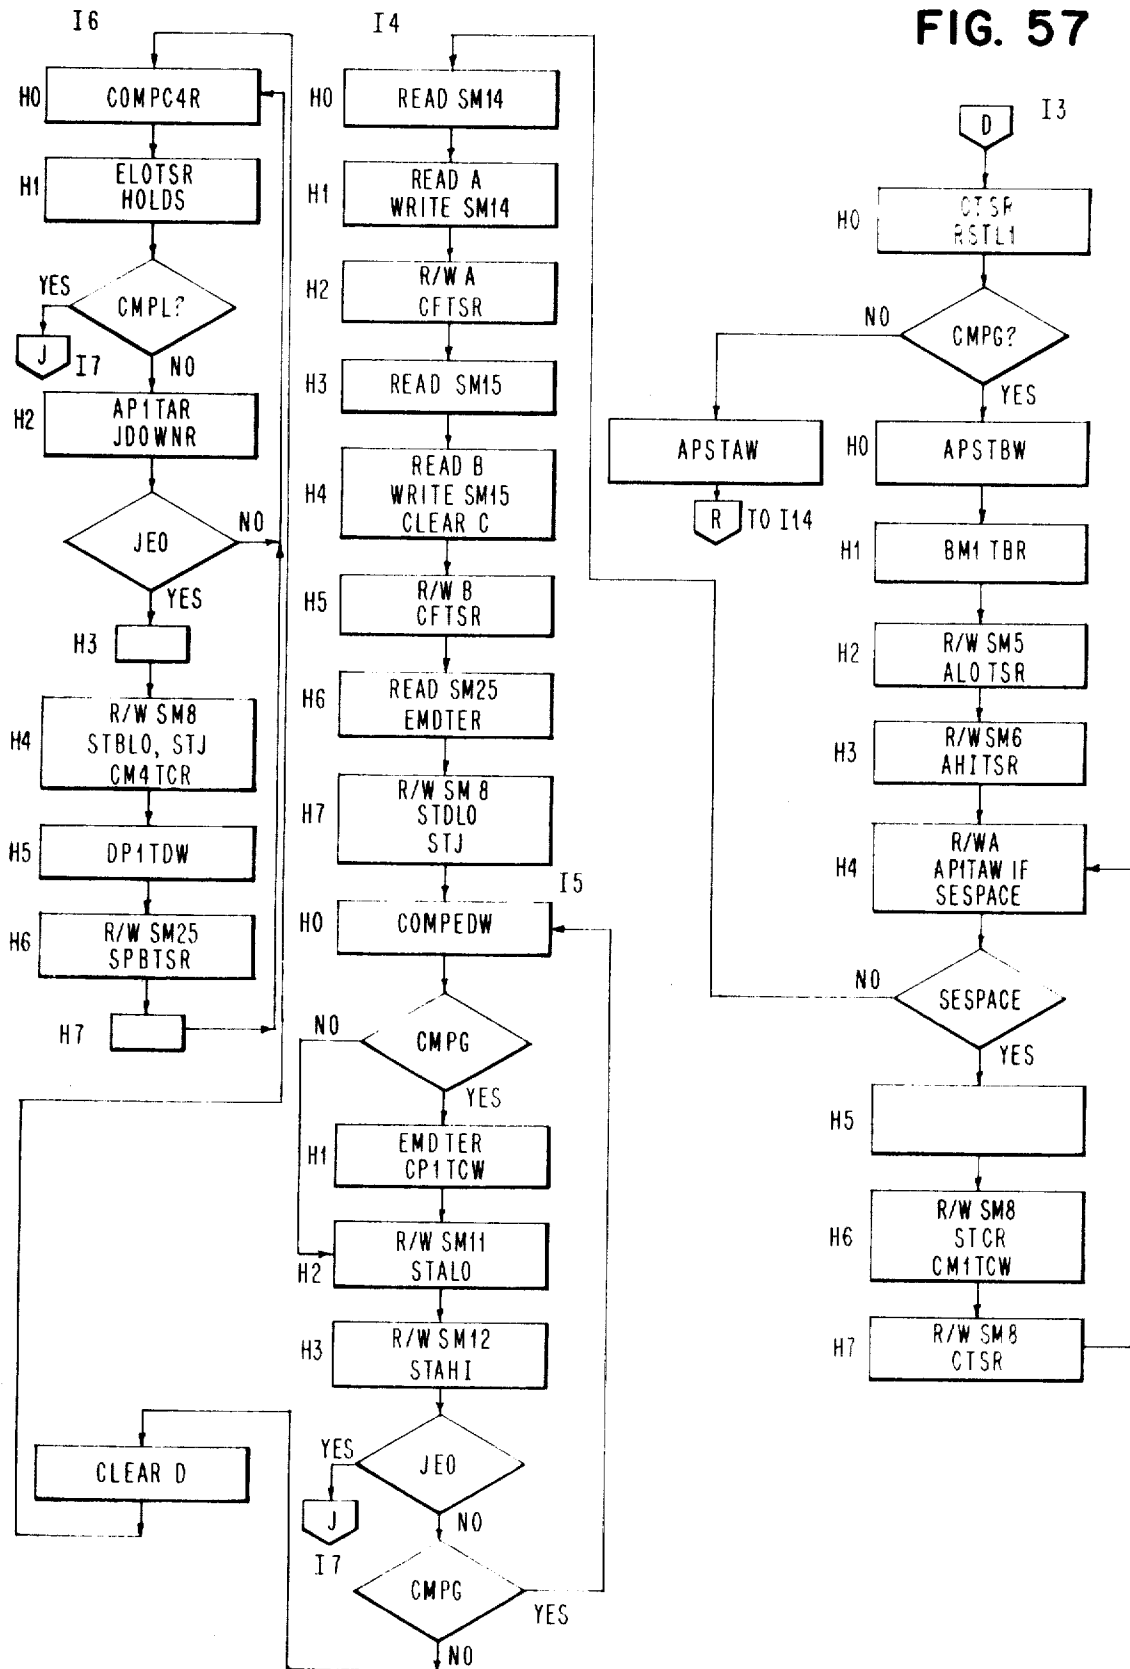 FIG. 57
I6
H0
COMPC4R
H1
ELOTSR
HOLDS
YES
CMPL?
J
I7
NO
H2
AP1TAR
JDOWNR
JE0
NO
YES
H3
H4
R/W SM8
STBLO, STJ
CM4TCR
H5
DP1TDW
H6
R/W SM25
SPBTSR
H7
CLEAR D
I4
H0
READ SM14
H1
READ A
WRITE SM14
H2
R/W A
CFTSR
H3
READ SM15
H4
READ B
WRITE SM15
CLEAR C
H5
R/W B
CFTSR
H6
READ SM25
EMDTER
H7
R/W SM 8
STDLO
STJ
I5
H0
COMPEDW
NO
CMPG
YES
H1
EMDTER
CP1TCW
H2
R/W SM11
STALO
H3
R/W SM12
STAHI
YES
JE0
J
I7
NO
CMPG
YES
NO
I3
D
H0
CTSR
RSTL1
NO
CMPG?
YES
APSTAW
R
TO I14
H0
APSTBW
H1
BM1TBR
H2
R/W SM5
ALOTSR
H3
R/W SM6
AHITSR
H4
R/WA
AP1TAW IF
SESPACE
NO
SESPACE
YES
H5
H6
R/W SM8
STCR
CM1TCW
H7
R/W SM8
CTSR